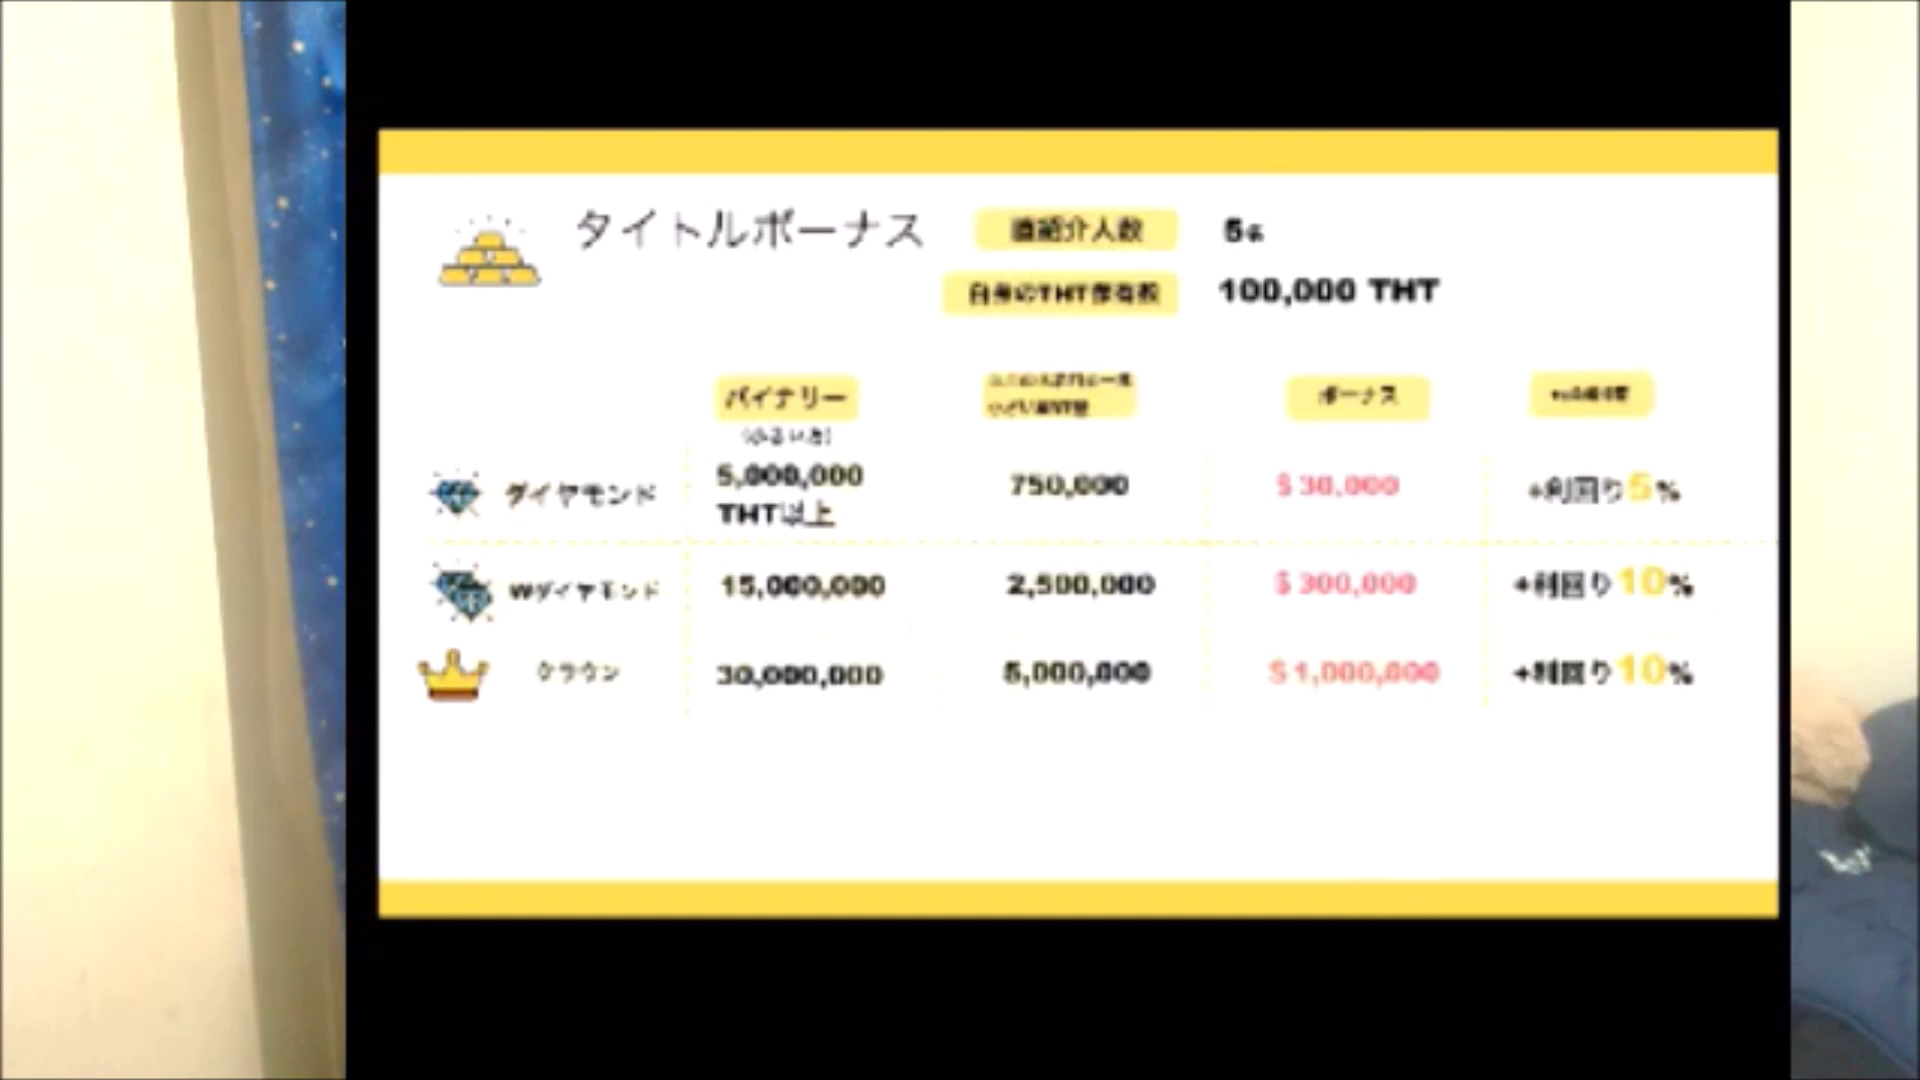 タイトルボーナス
直紹介人数
5名
自身のTHT保有数
100,000 THT
バイナリー
ボーナス
(小さい方)
ダイヤモンド
5,000,000
THT以上
750,000
$30,000
+利回り5%
Wダイヤモンド
15,000,000
2,500,000
$300,000
+利回り10%
クラウン
30,000,000
5,000,000
$1,000,000
+利回り10%